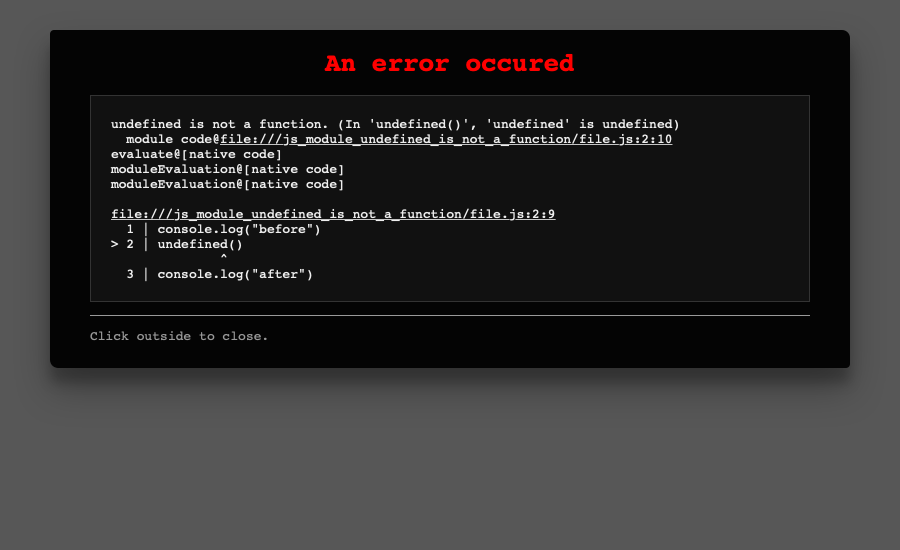 An error occured
undefined is not a function. (In 'undefined()', 'undefined' is undefined)
  module code@file:///js_module_undefined_is_not_a_function/file.js:2:10
evaluate@[native code]
moduleEvaluation@[native code]
moduleEvaluation@[native code]
file:///js_module_undefined_is_not_a_function/file.js:2:9
  1 | console.log("before")
> 2 | undefined()
              ^
  3 | console.log("after")
Click outside to close.